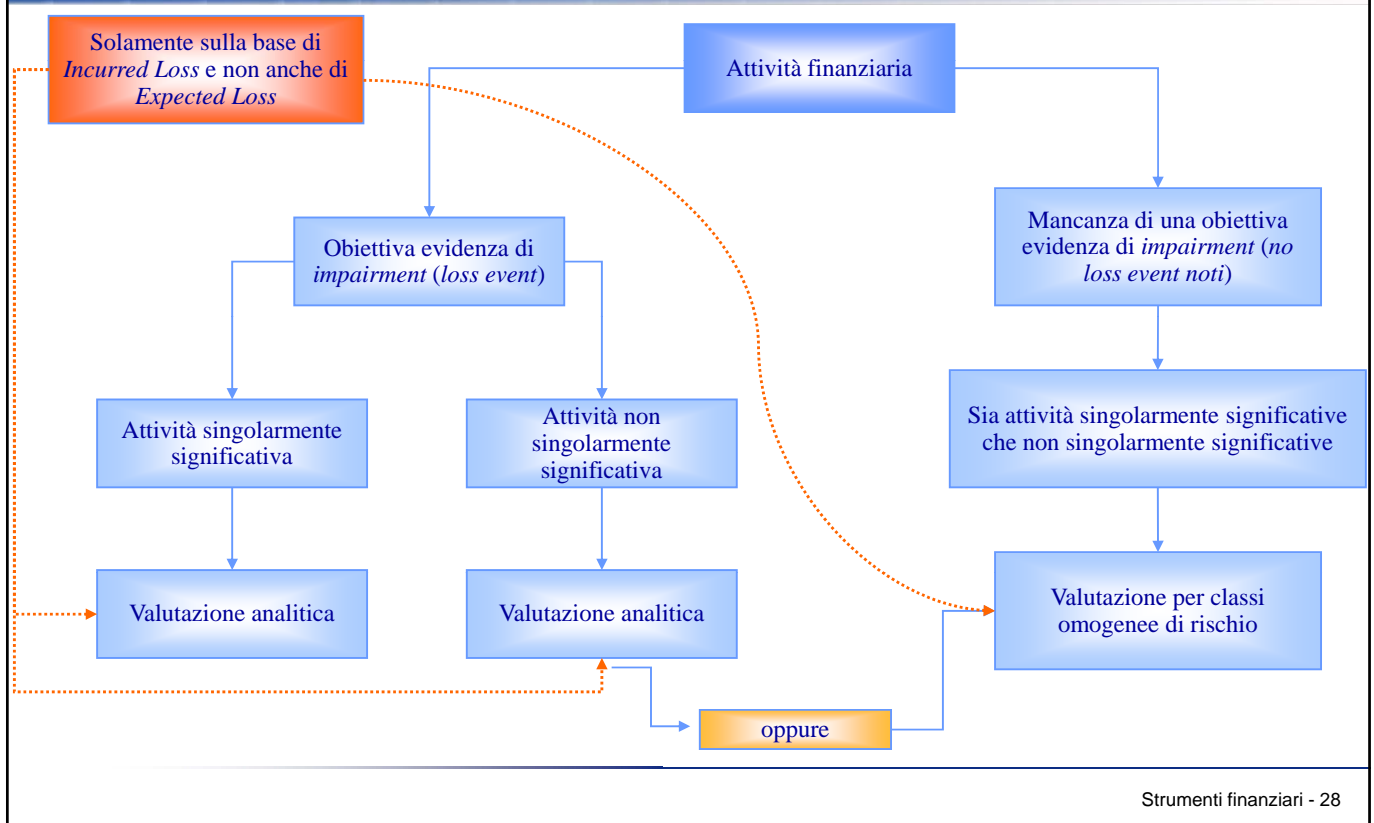 Solamente sulla base di
Incurred Loss e non anche di
Expected Loss
Attività finanziaria
Obiettiva evidenza di
impairment (loss event)
Mancanza di una obiettiva
evidenza di impairment (no
loss event noti)
Attività singolarmente
significativa
Attività non
singolarmente
significativa
Sia attività singolarmente significative
che non singolarmente significative
Valutazione analitica
Valutazione analitica
Valutazione per classi
omogenee di rischio
oppure
Strumenti finanziari - 28